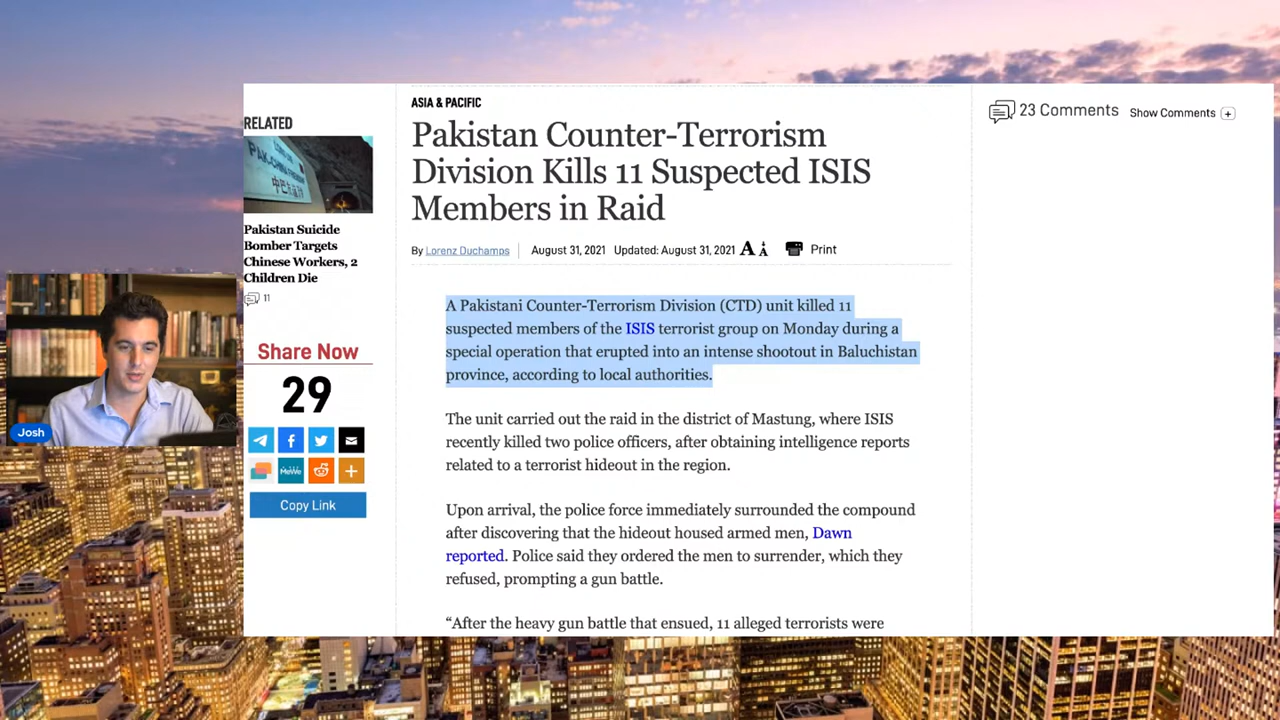 ASIA & PACIFIC
Pakistan Counter-Terrorism
Division Kills 11 Suspected ISIS
Members in Raid
By Lorenz Duchamps
August 31, 2021 Updated: August 31, 2021 A A Print
23 Comments Show Comments +
RELATED
PAK-CHINA
Pakistan Suicide
Bomber Targets
Chinese Workers, 2
Children Die
11
Share Now
29
MeWe
Copy Link
Josh
A Pakistani Counter-Terrorism Division (CTD) unit killed 11
suspected members of the ISIS terrorist group on Monday during a
special operation that erupted into an intense shootout in Baluchistan
province, according to local authorities.
The unit carried out the raid in the district of Mastung, where ISIS
recently killed two police officers, after obtaining intelligence reports
related to a terrorist hideout in the region.
Upon arrival, the police force immediately surrounded the compound
after discovering that the hideout housed armed men, Dawn
reported. Police said they ordered the men to surrender, which they
refused, prompting a gun battle.
“After the heavy gun battle that ensued, 11 alleged terrorists were